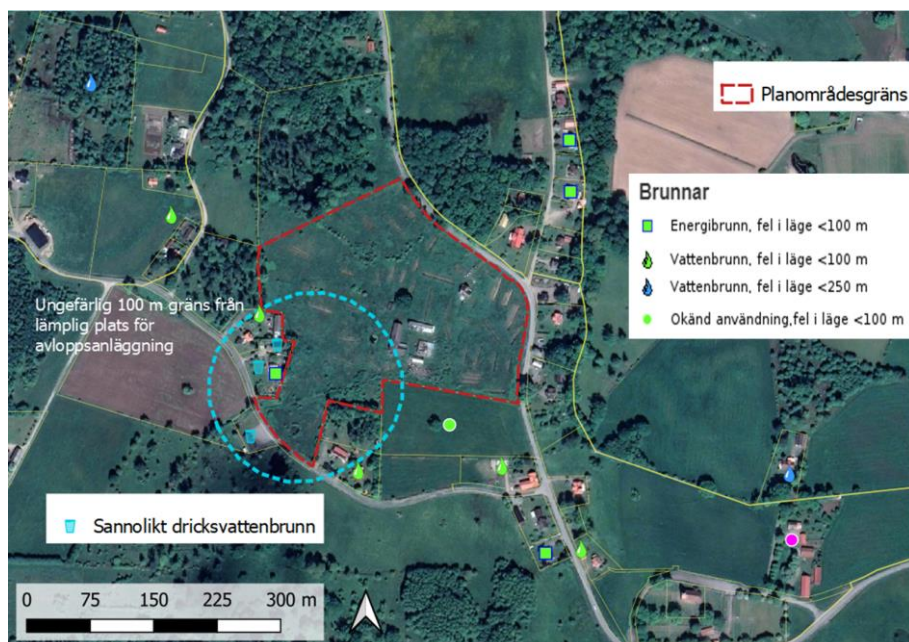 Planområdesgräns
Brunnar
Energibrunn, fel i läge <100 m
Vattenbrunn, fel i läge <100 m
Vattenbrunn, fel i läge <250 m
Okänd användning,fel i läge <100 m
Ungefärlig 100 m gräns från
lämplig plats för
avloppsanläggning
Sannolikt dricksvattenbrunn
0 75 150 225 300 m